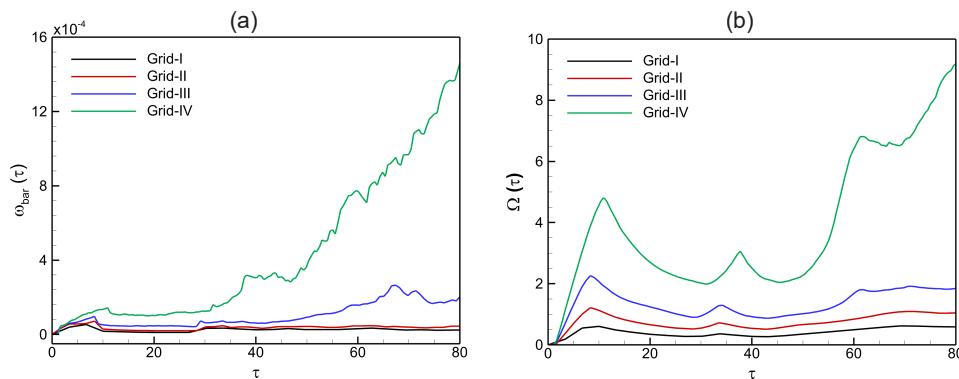 (a)
×10⁻⁴
16
12
8
4
0
ω_bar (τ)
Grid-I
Grid-II
Grid-III
Grid-IV
0 20 40 60 80
τ
(b)
10
8
6
4
2
0
Ω (τ)
Grid-I
Grid-II
Grid-III
Grid-IV
0 20 40 60 80
τ